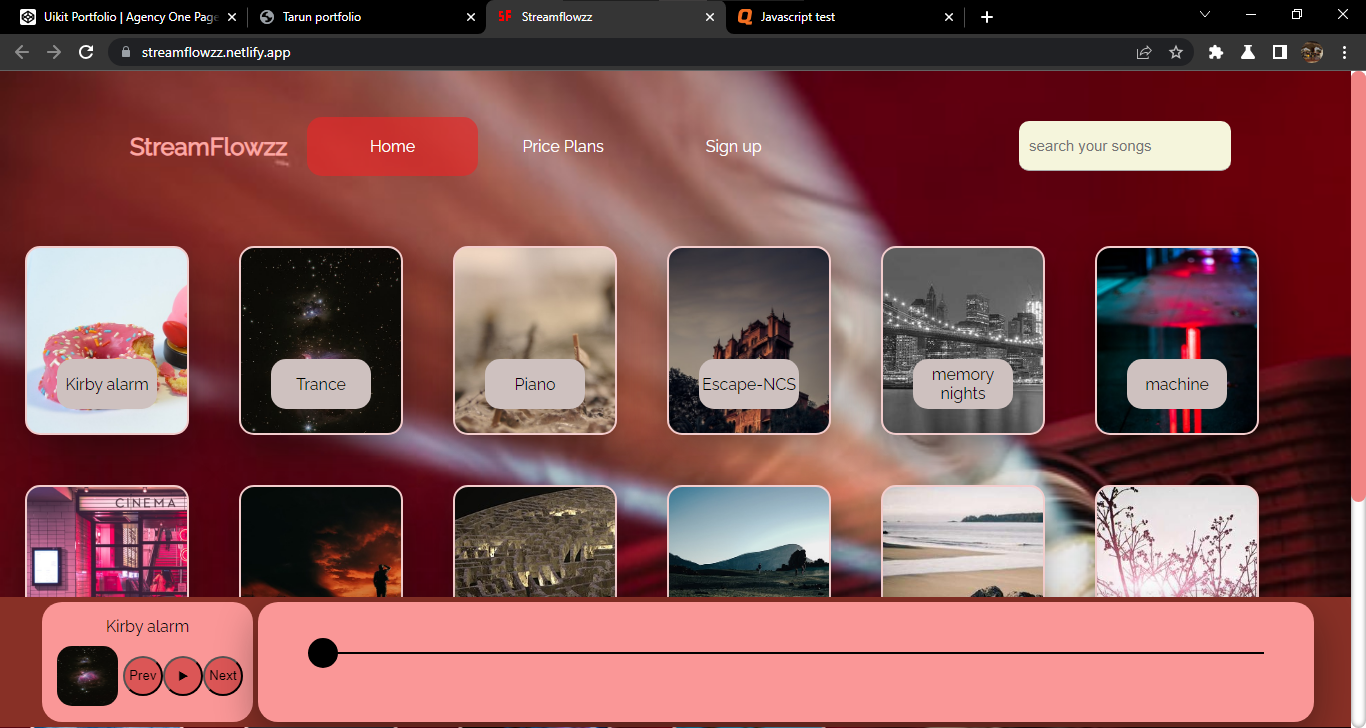 Uikit Portfolio | Agency One Page
Tarun portfolio
SF Streamflowzz
Javascript test
streamflowzz.netlify.app
StreamFlowzz
Home
Price Plans
Sign up
search your songs
Kirby alarm
Trance
Piano
Escape-NCS
memory
nights
machine
CINEMA
Kirby alarm
Prev
Next